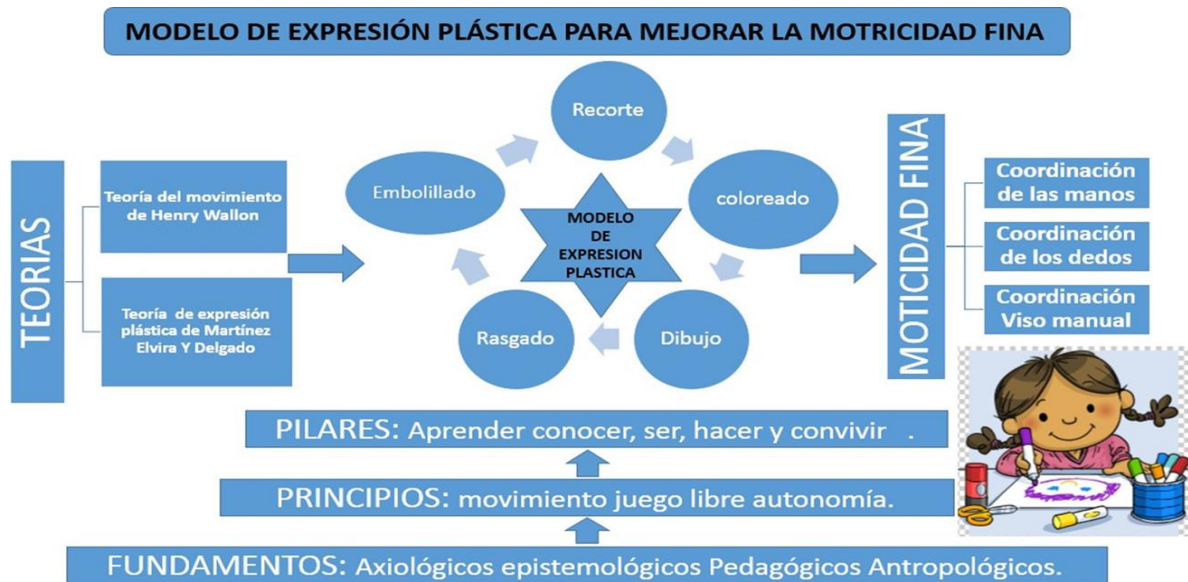 MODELO DE EXPRESIÓN PLÁSTICA PARA MEJORAR LA MOTRICIDAD FINA
TEORIAS
Teoría del movimiento
de Henry Wallon
Teoría de expresión
plástica de Martínez
Elvira Y Delgado
Recorte
coloreado
Dibujo
Rasgado
Embolillado
MODELO
DE
EXPRESION
PLASTICA
MOTICIDAD FINA
Coordinación
de las manos
Coordinación
de los dedos
Coordinación
Viso manual
PILARES: Aprender conocer, ser, hacer y convivir .
PRINCIPIOS: movimiento juego libre autonomía.
FUNDAMENTOS: Axiológicos epistemológicos Pedagógicos Antropológicos.